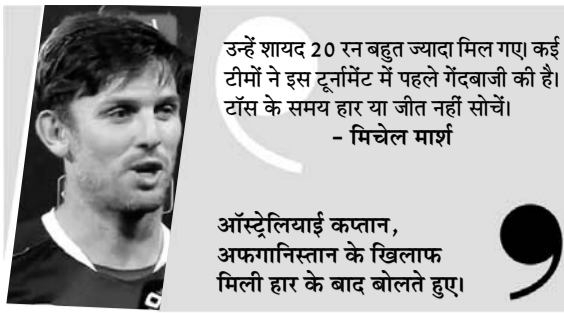 उन्हें शायद 20 रन बहुत ज्यादा मिल गए। कई
टीमों ने इस टूर्नामेंट में पहले गेंदबाजी की है।
टॉस के समय हार या जीत नहीं सोचें।
- मिचेल मार्श
ऑस्ट्रेलियाई कप्तान,
अफगानिस्तान के खिलाफ
मिली हार के बाद बोलते हुए।